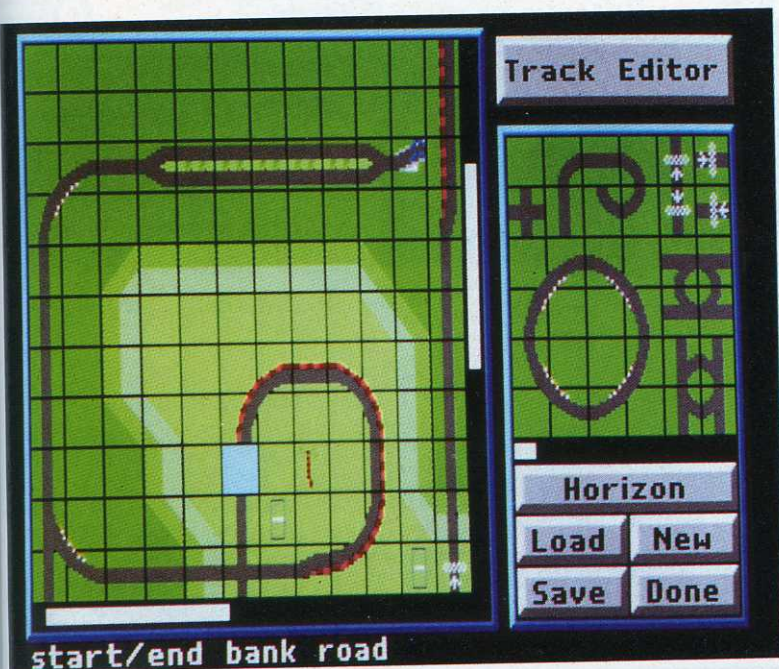 Track Editor
Horizon
Load New
Save Done
start/end bank road